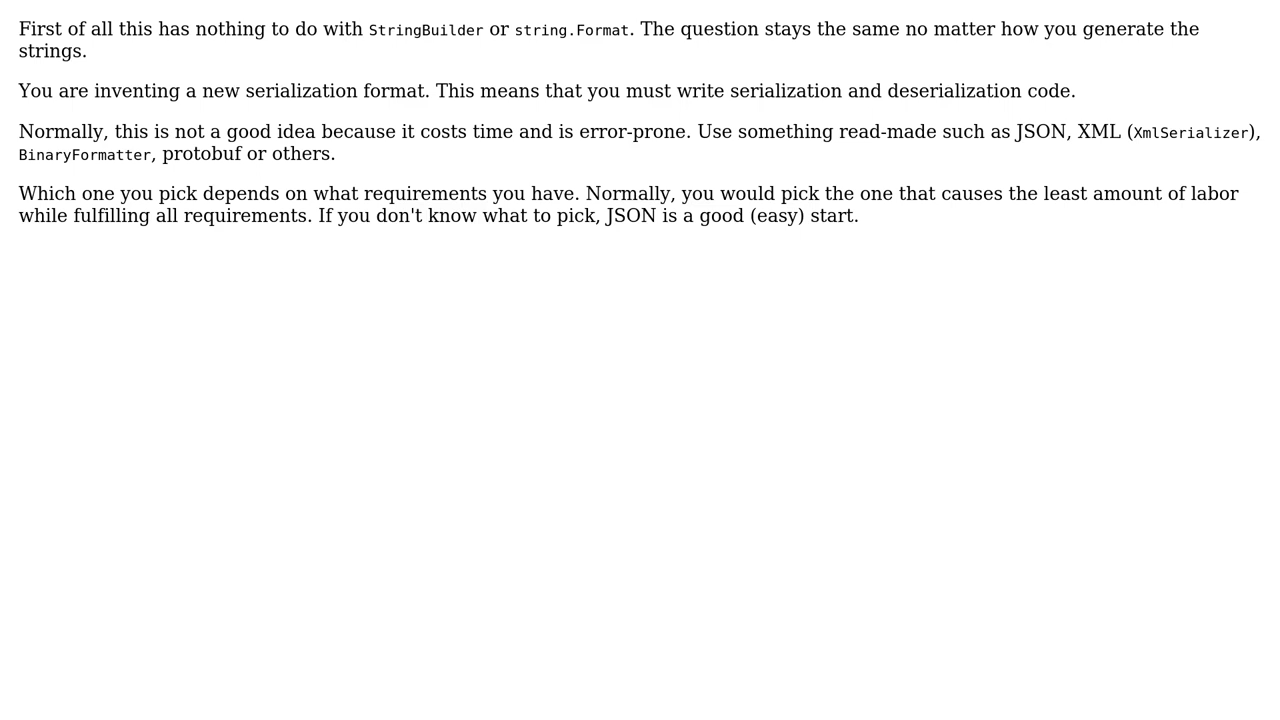 First of all this has nothing to do with StringBuilder or string.Format. The question stays the same no matter how you generate the
strings.
You are inventing a new serialization format. This means that you must write serialization and deserialization code.
Normally, this is not a good idea because it costs time and is error-prone. Use something read-made such as JSON, XML (XmlSerializer),
BinaryFormatter, protobuf or others.
Which one you pick depends on what requirements you have. Normally, you would pick the one that causes the least amount of labor
while fulfilling all requirements. If you don't know what to pick, JSON is a good (easy) start.